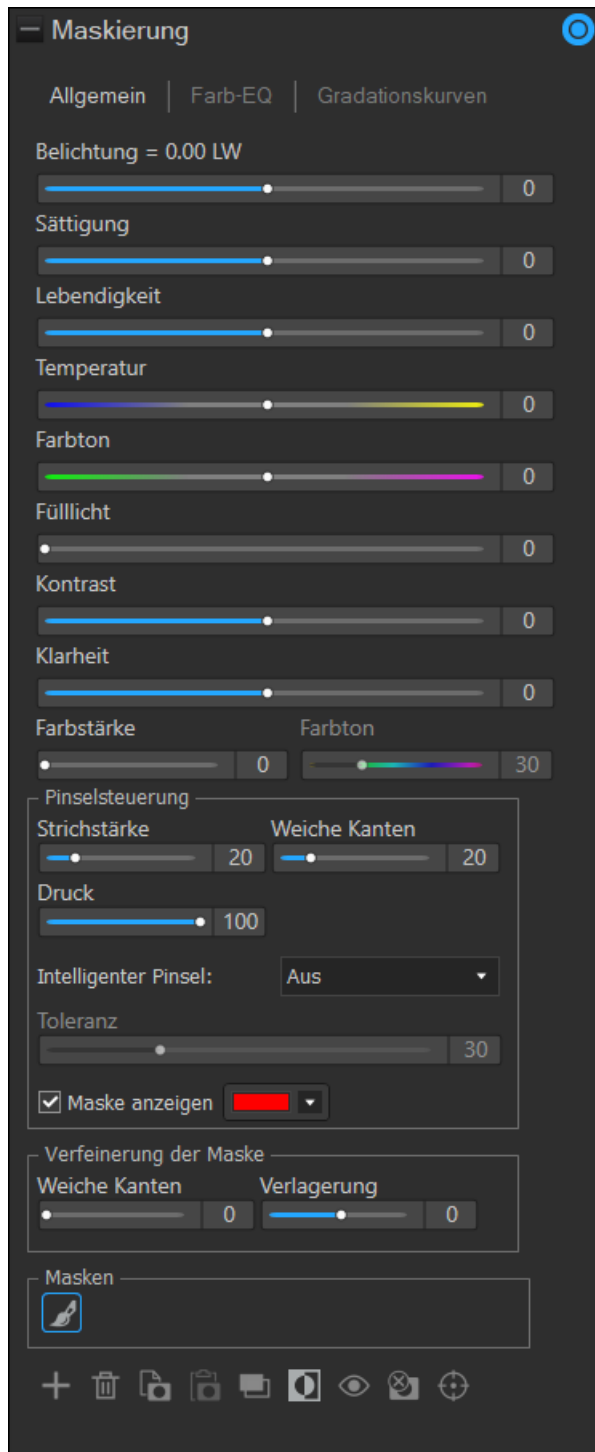 Maskierung
Allgemein | Farb-EQ | Gradationskurven
Belichtung = 0.00 LW
0
Sättigung
0
Lebendigkeit
0
Temperatur
0
Farbton
0
Fülllicht
0
Kontrast
0
Klarheit
0
Farbstärke Farbton
0 30
Pinselsteuerung
Strichstärke Weiche Kanten
20 20
Druck
100
Intelligenter Pinsel: Aus
Toleranz
30
Maske anzeigen
Verfeinerung der Maske
Weiche Kanten Verlagerung
0 0
Masken